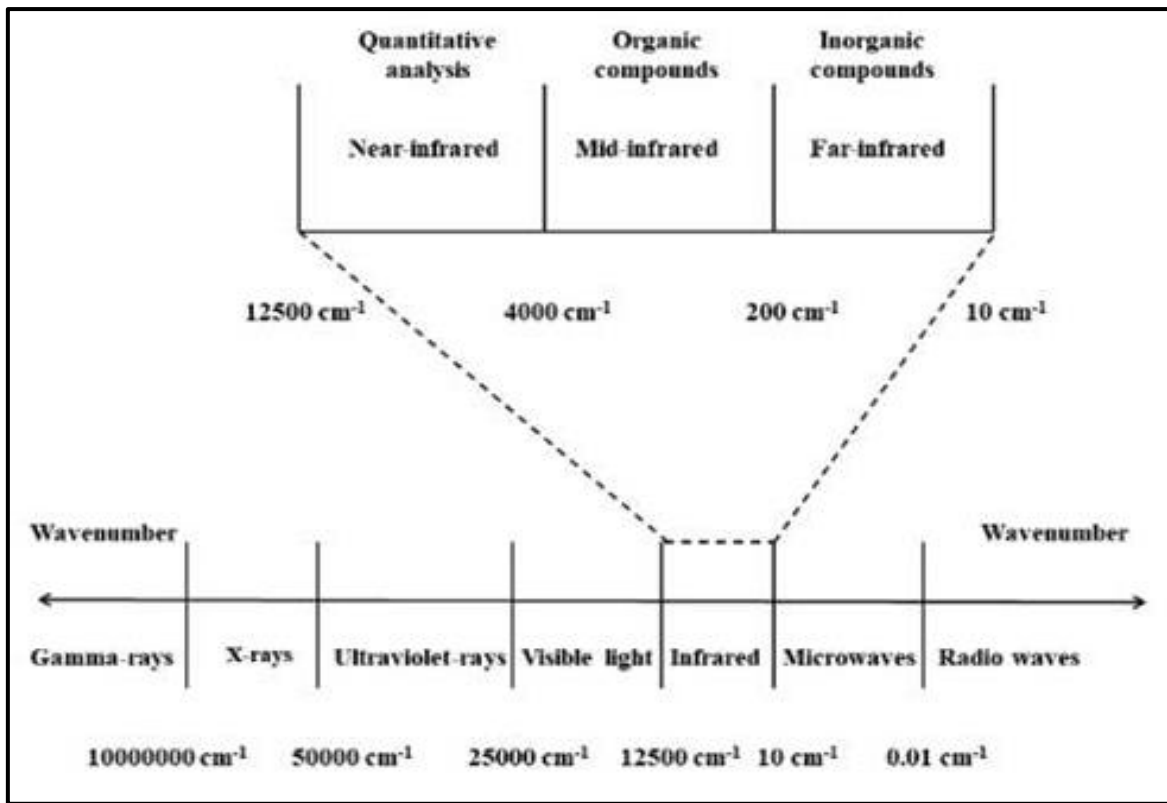 Quantitative analysis
Organic compounds
Inorganic compounds
Near-infrared
Mid-infrared
Far-infrared
12500 cm⁻¹
4000 cm⁻¹
200 cm⁻¹
10 cm⁻¹
Wavenumber
Wavenumber
Gamma-rays
X-rays
Ultraviolet-rays
Visible light
Infrared
Microwaves
Radio waves
10000000 cm⁻¹
50000 cm⁻¹
25000 cm⁻¹
12500 cm⁻¹
10 cm⁻¹
0.01 cm⁻¹